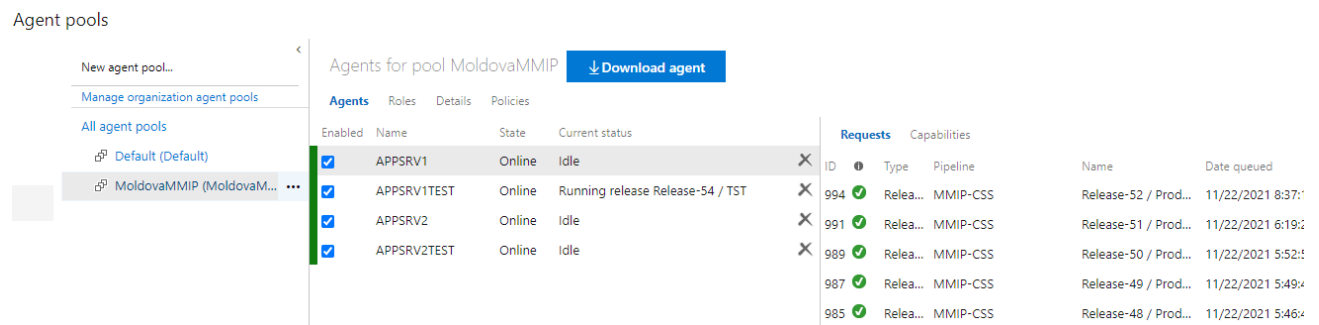 Agent pools
New agent pool...
Manage organization agent pools
All agent pools
Default (Default)
MoldovaMMIP (MoldovaM... ...
Agents for pool MoldovaMMIP Download agent
Agents Roles Details Policies
Enabled Name State Current status
APPSRV1 Online Idle
APPSRV1TEST Online Running release Release-54 / TST
APPSRV2 Online Idle
APPSRV2TEST Online Idle
Requests Capabilities
ID Type Pipeline Name Date queued
994 Relea... MMIP-CSS Release-52 / Prod... 11/22/2021 8:37:
991 Relea... MMIP-CSS Release-51 / Prod... 11/22/2021 6:19:
989 Relea... MMIP-CSS Release-50 / Prod... 11/22/2021 5:52:
987 Relea... MMIP-CSS Release-49 / Prod... 11/22/2021 5:49:
985 Relea... MMIP-CSS Release-48 / Prod... 11/22/2021 5:46: